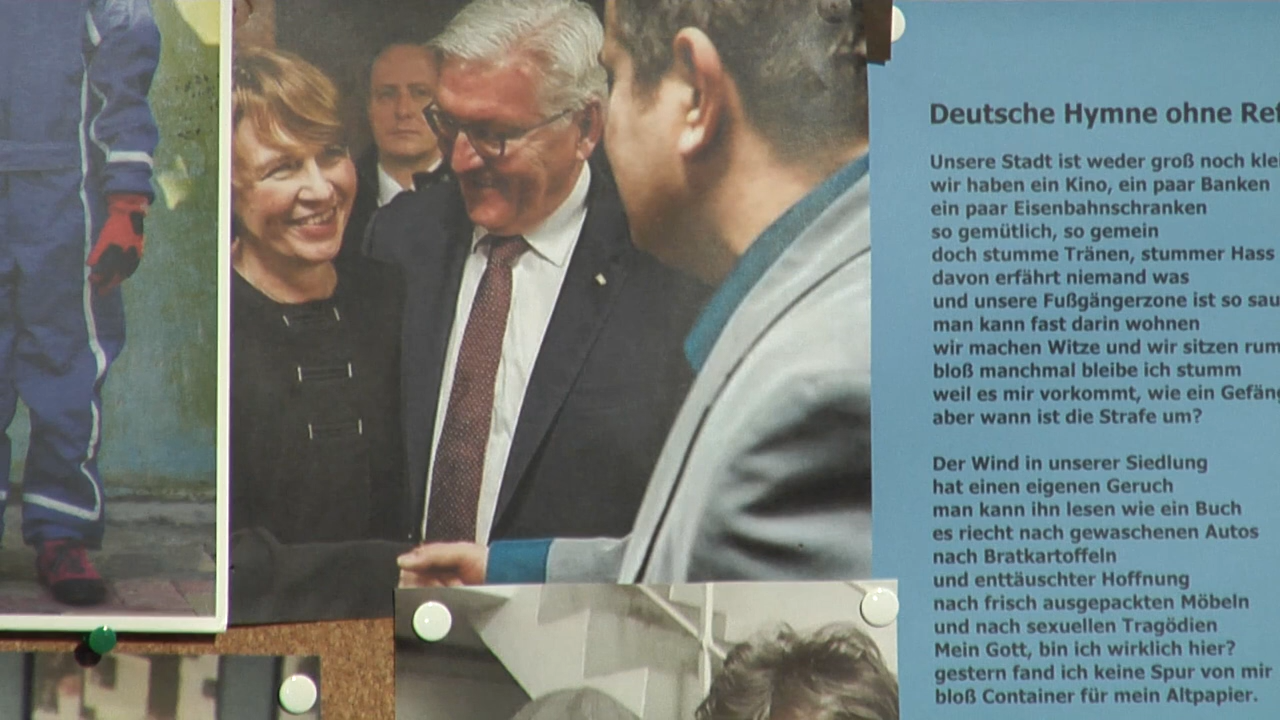 Deutsche Hymne ohne
Unsere Stadt ist weder groß noch
wir haben ein Kino, ein paar Banken
ein paar Eisenbahnschranken
so gemütlich, so gemein
doch stumme Tränen, stummer Hass
davon erfährt niemand was
und unsere Fußgängerzone ist so
man kann fast darin wohnen
wir machen Witze und wir sitzen rum
bloß manchmal bleibe ich stumm
weil es mir vorkommt, wie ein
aber wann ist die Strafe um?
Der Wind in unserer Siedlung
hat einen eigenen Geruch
man kann ihn lesen wie ein Buch
es riecht nach gewaschenen Autos
nach Bratkartoffeln
und enttäuschter Hoffnung
nach frisch ausgepackten Möbeln
und nach sexuellen Tragödien
Mein Gott, bin ich wirklich hier?
gestern fand ich keine Spur von mir
bloß Container für mein Altpapier.